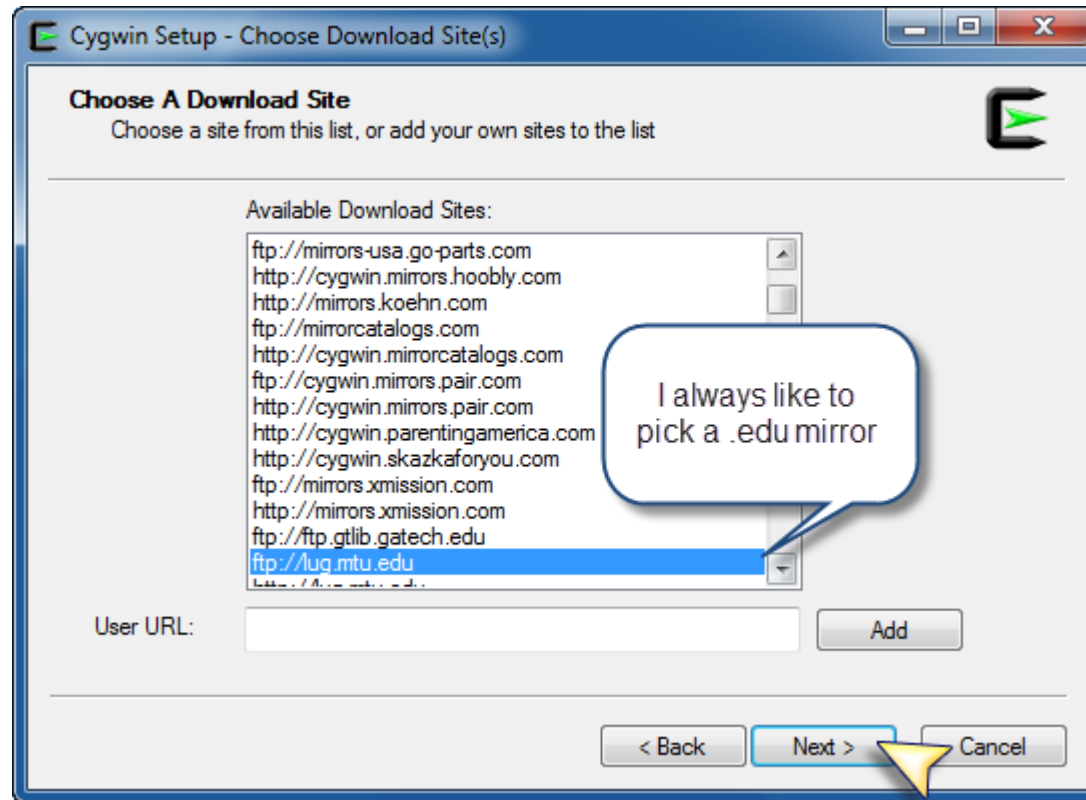 Cygwin Setup - Choose Download Site(s)
Choose A Download Site
Choose a site from this list, or add your own sites to the list
Available Download Sites:
ftp://mirrors-usa.go-parts.com
http://cygwin.mirrors.hoobly.com
http://mirrors.koehn.com
ftp://mirrorcatalogs.com
http://cygwin.mirrorcatalogs.com
ftp://cygwin.mirrors.pair.com
http://cygwin.mirrors.pair.com
http://cygwin.parentingamerica.com
http://cygwin.skazkaforyou.com
ftp://mirrors.xmission.com
http://mirrors.xmission.com
ftp://ftp.gtlib.gatech.edu
ftp://lug.mtu.edu
http://lug.mtu.edu
I always like to
pick a .edu mirror
User URL:
Add
< Back
Next >
Cancel